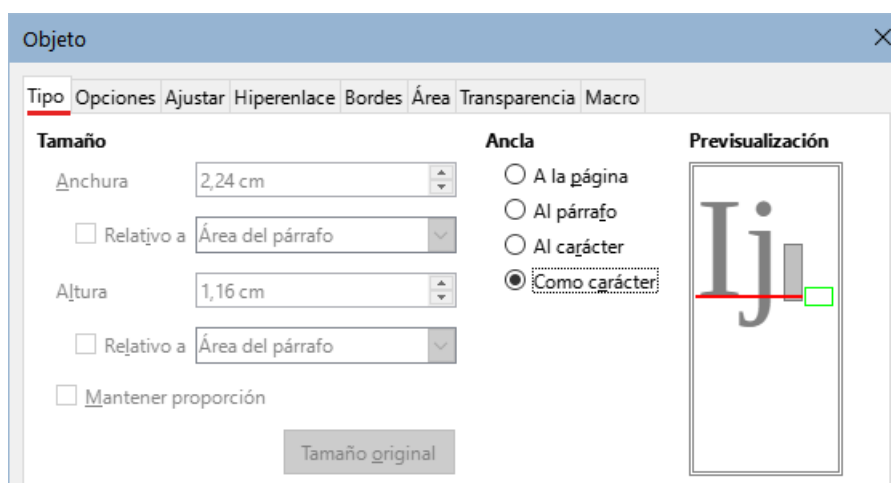 Objeto
Tipo Opciones Ajustar Hiperenlace Bordes Área Transparencia Macro
Tamaño
Anchura 2,24 cm
Relativo a Área del párrafo
Altura 1,16 cm
Relativo a Área del párrafo
Mantener proporción
Tamaño original
Ancla
A la página
Al párrafo
Al carácter
Como carácter
Previsualización
Ij